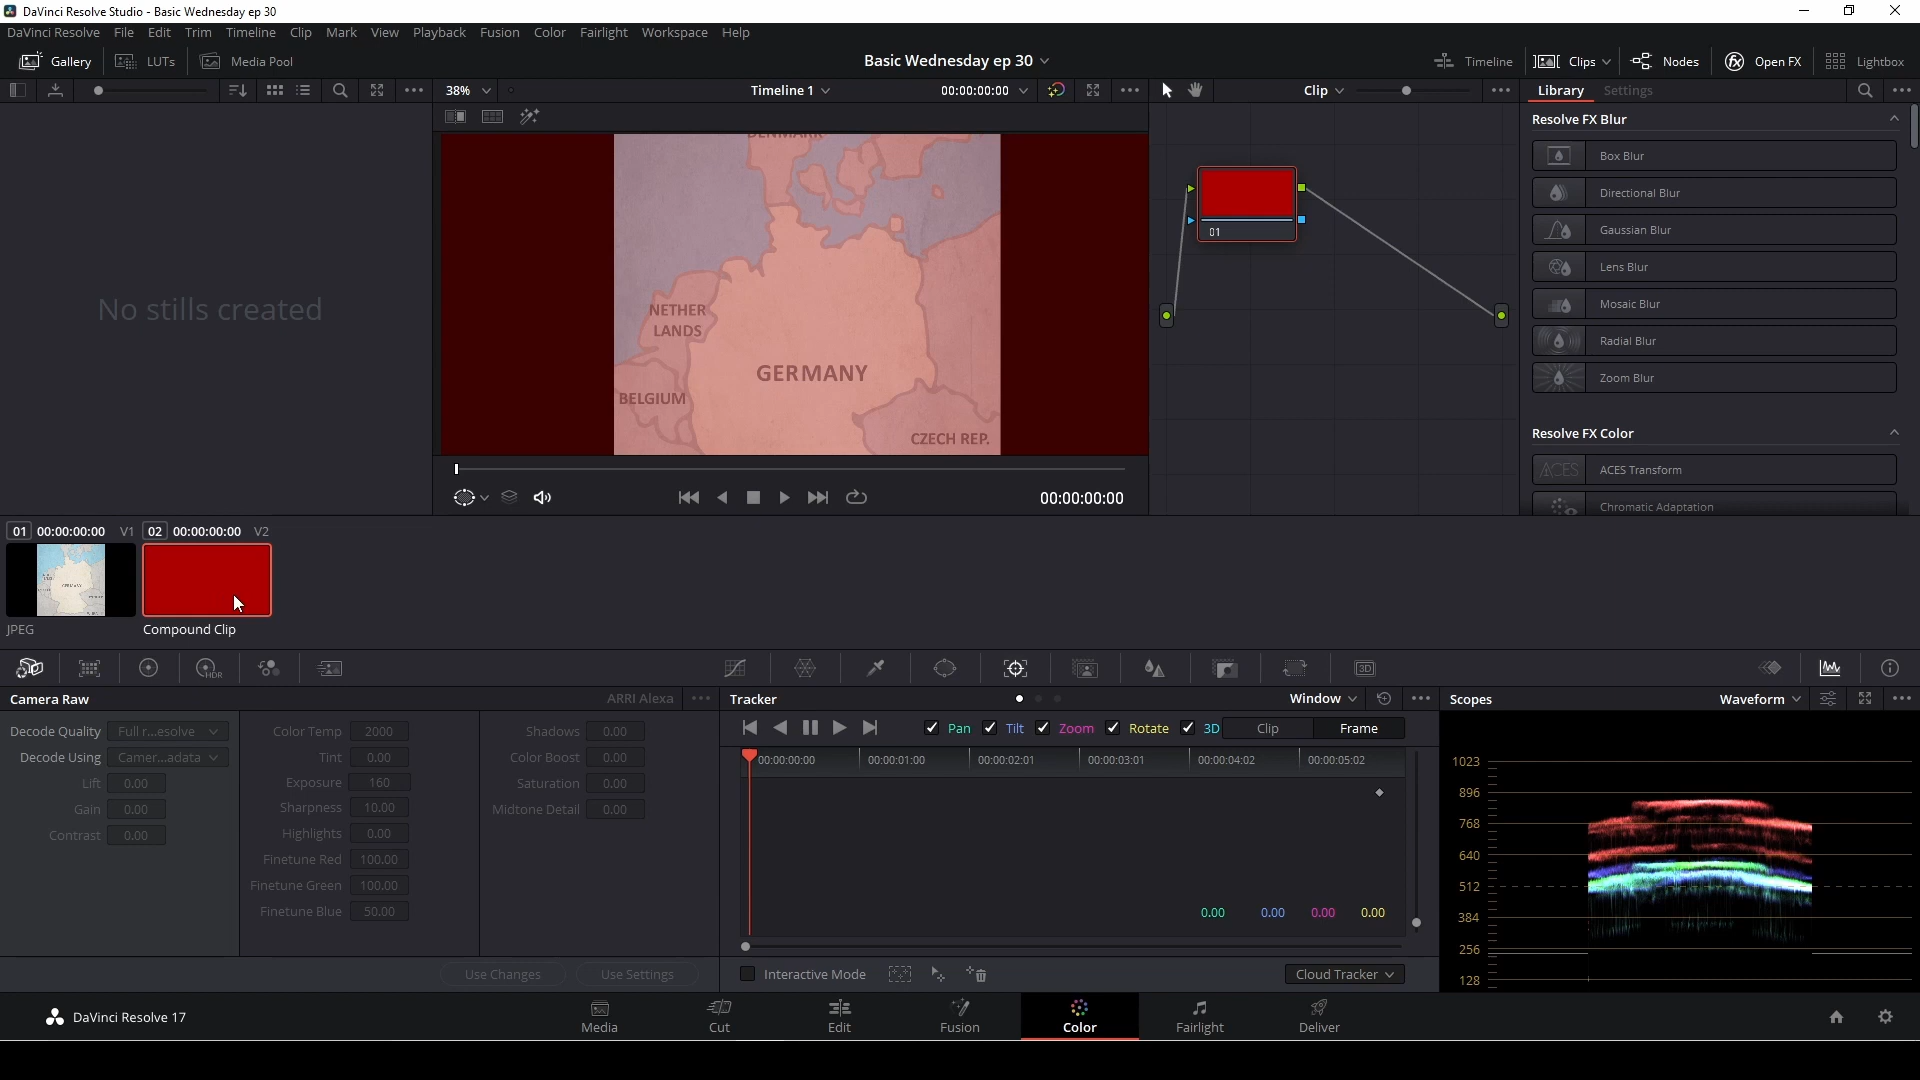 DaVinci Resolve Studio - Basic Wednesday ep 30
DaVinci Resolve File Edit Trim Timeline Clip Mark View Playback Fusion Color Fairlight Workspace Help
Gallery LUTs Media Pool Basic Wednesday ep 30 Timeline Clips Nodes Open FX Lightbox
38% Timeline 1 00:00:00:00 Clip Library Settings
No stills created
DENMARK
NETHER
LANDS
GERMANY
BELGIUM
CZECH REP.
00:00:00:00
01
Resolve FX Blur
Box Blur
Directional Blur
Gaussian Blur
Lens Blur
Mosaic Blur
Radial Blur
Zoom Blur
Resolve FX Color
ACES ACES Transform
Chromatic Adaptation
01 00:00:00:00 V1 02 00:00:00:00 V2
JPEG Compound Clip
HDR 3D
Camera Raw ARRI Alexa
Decode Quality Full r...esolve
Decode Using Camer...adata
Lift 0.00
Gain 0.00
Contrast 0.00
Color Temp 2000
Tint 0.00
Exposure 160
Sharpness 10.00
Highlights 0.00
Finetune Red 100.00
Finetune Green 100.00
Finetune Blue 50.00
Shadows 0.00
Color Boost 0.00
Saturation 0.00
Midtone Detail 0.00
Use Changes Use Settings
Tracker Window
Pan Tilt Zoom Rotate 3D Clip Frame
00:00:00:00 00:00:01:00 00:00:02:01 00:00:03:01 00:00:04:02 00:00:05:02
0.00 0.00 0.00 0.00
Interactive Mode Cloud Tracker
Scopes Waveform
1023
896
768
640
512
384
256
128
DaVinci Resolve 17 Media Cut Edit Fusion Color Fairlight Deliver